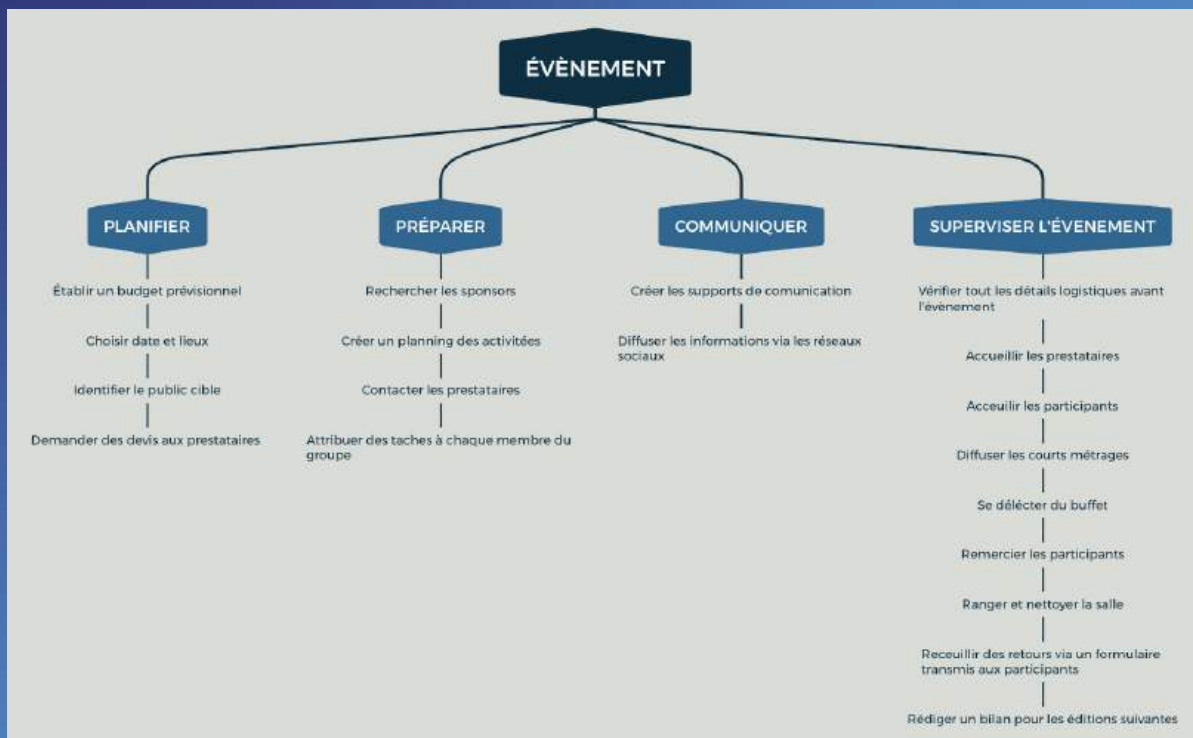 ÉVÈNEMENT
PLANIFIER
Établir un budget prévisionnel
Choisir date et lieux
Identifier le public cible
Demander des devis aux prestataires
PRÉPARER
Rechercher les sponsors
Créer un planning des activitées
Contacter les prestataires
Attribuer des taches à chaque membre du
groupe
COMMUNIQUER
Créer les supports de comunication
Diffuser les informations via les réseaux
sociaux
SUPERVISER L'ÉVENEMENT
Vérifier tout les détails logistiques avant
l'évènement
Accueillir les prestataires
Acceuilir les participants
Diffuser les courts métrages
Se délécter du buffet
Remercier les participants
Ranger et nettoyer la salle
Receuillir des retours via un formulaire
transmis aux participants
Rédiger un bilan pour les éditions suivantes